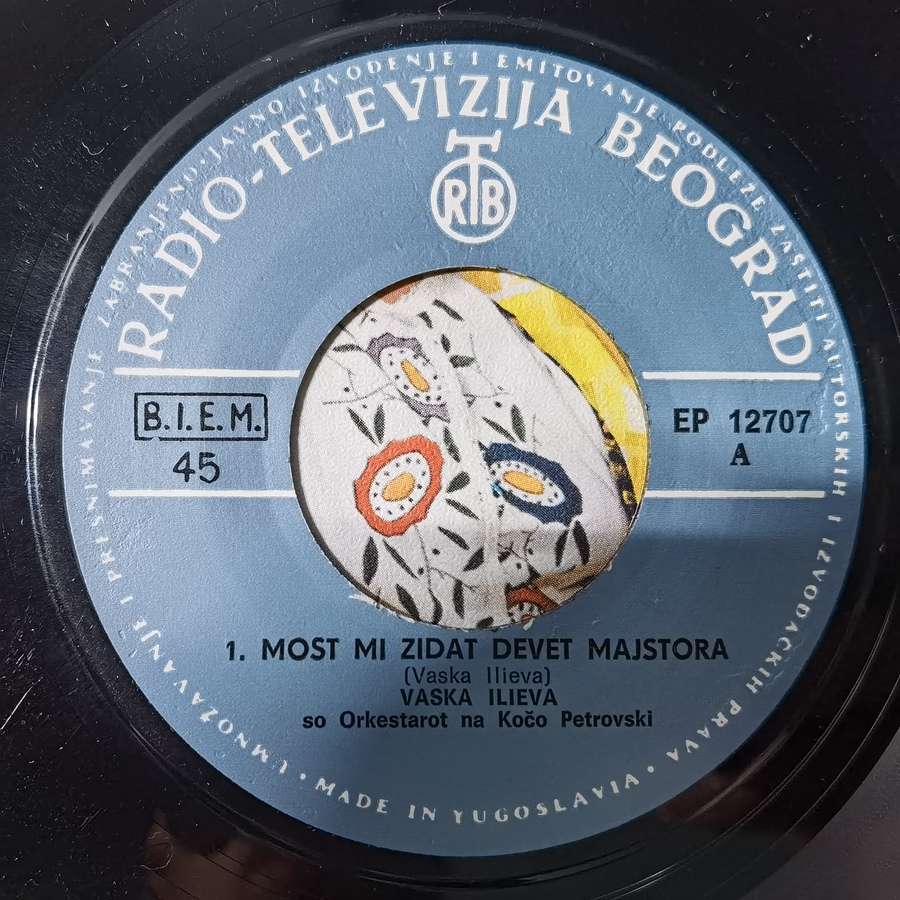 UMNOŽAVANJE I PRESNIMAVANJE ZABRANJENO · JAVNO IZVOĐENJE I EMITOVANJE PODLEŽE ZAŠTITI AUTORSKIH I IZVOĐAČKIH PRAVA · MADE IN YUGOSLAVIA ·
RADIO-TELEVIZIJA BEOGRAD
RTB
B.I.E.M.
45
EP 12707
A
1. MOST MI ZIDAT DEVET MAJSTORA
(Vaska Ilieva)
VASKA ILIEVA
so Orkestarot na Kočo Petrovski